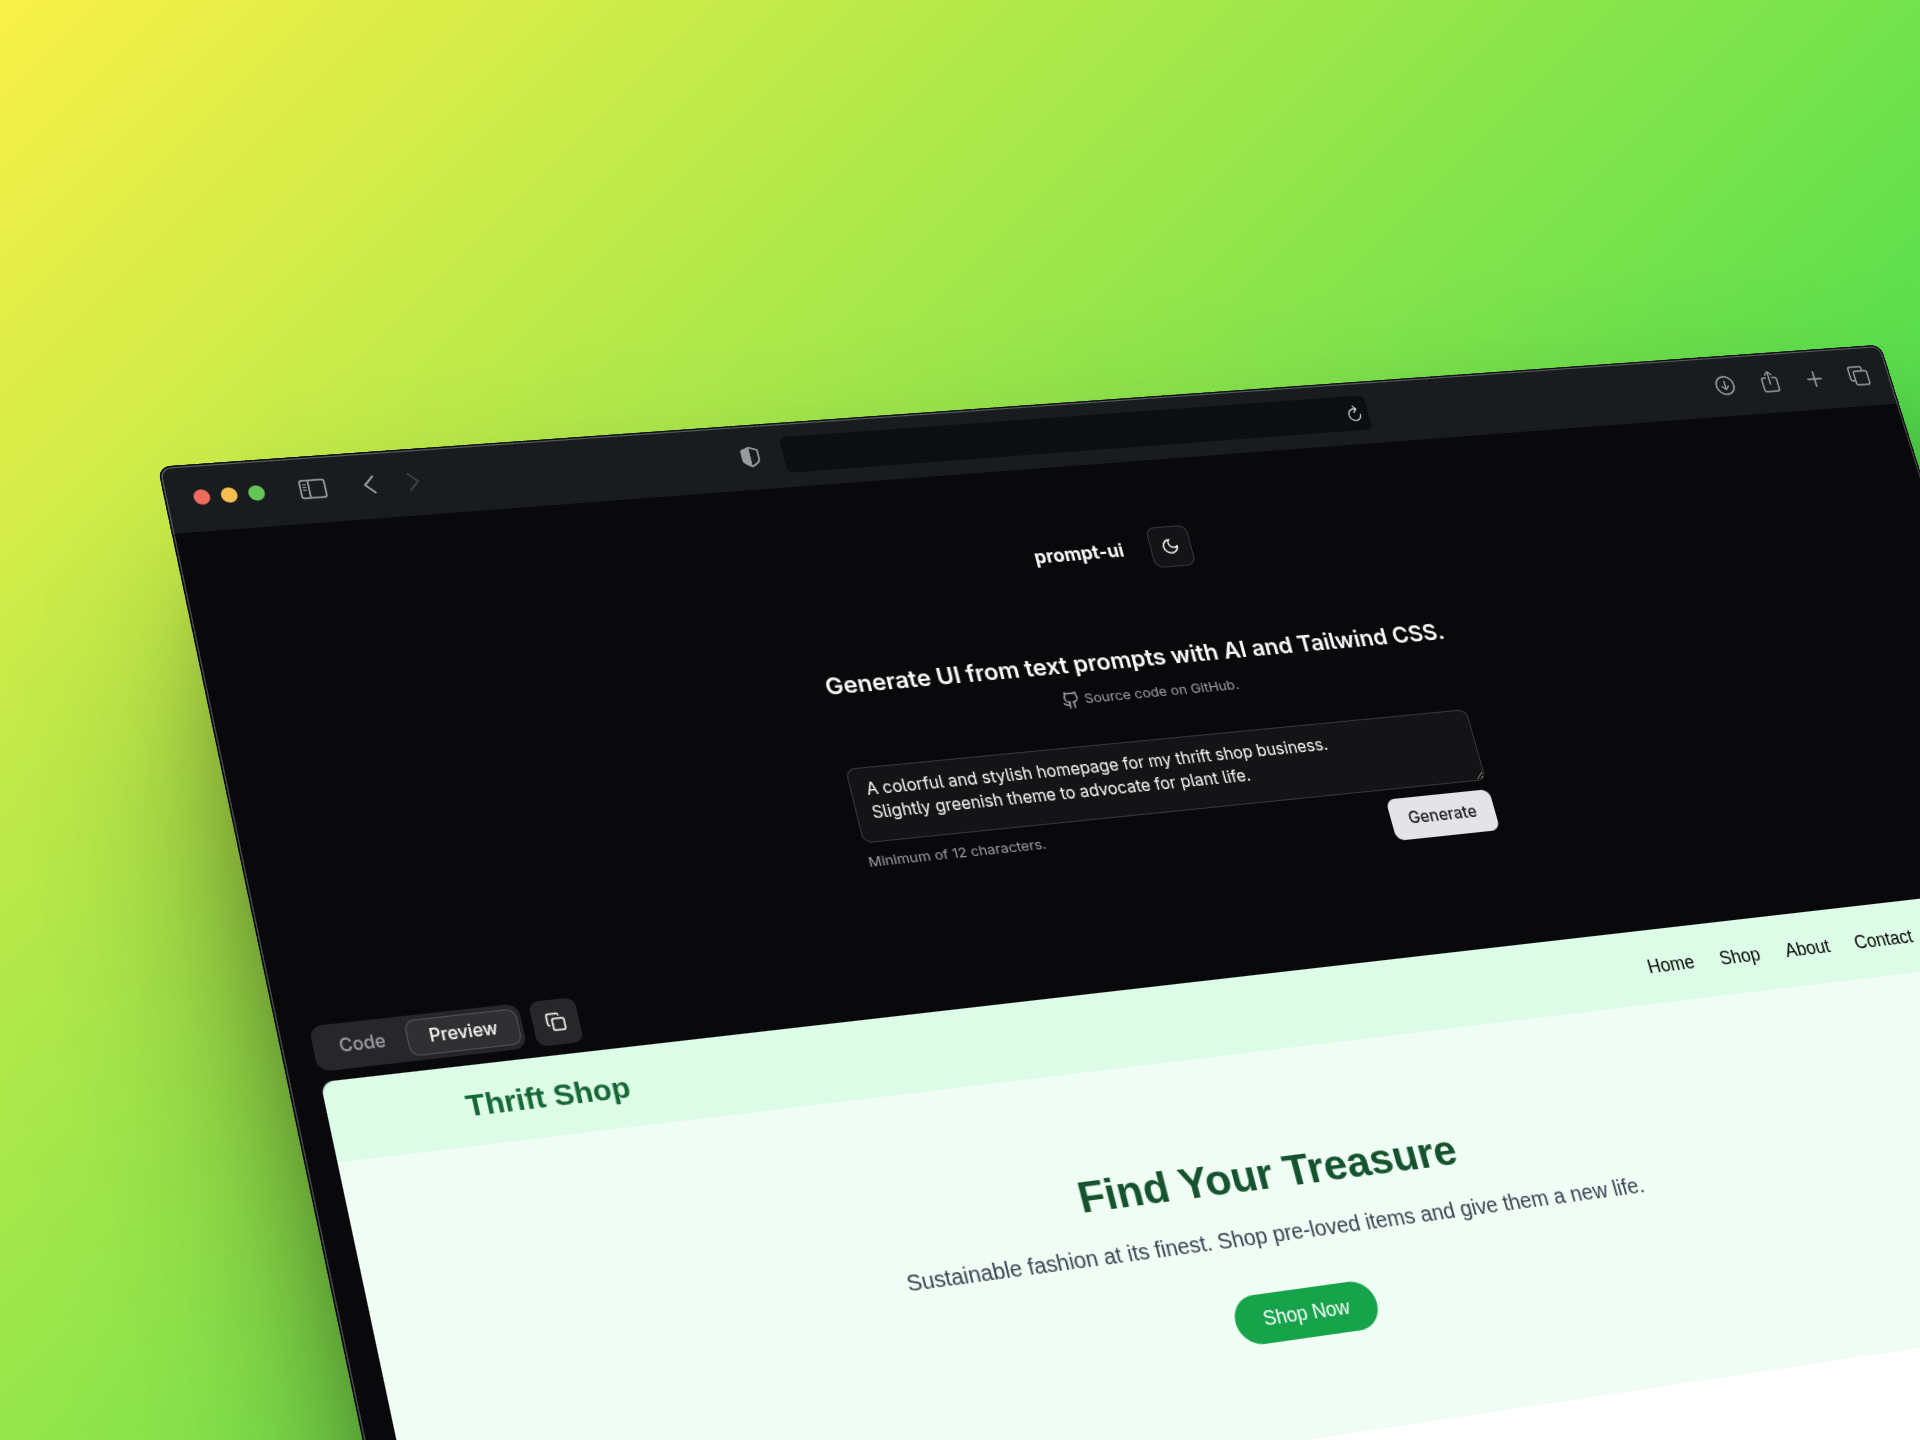 prompt-ui
Generate UI from text prompts with AI and Tailwind CSS.
Source code on GitHub.
A colorful and stylish homepage for my thrift shop business.
Slightly greenish theme to advocate for plant life.
Generate
Minimum of 12 characters.
Code
Preview
Thrift Shop
Home
Shop
About
Contact
Find Your Treasure
Sustainable fashion at its finest. Shop pre-loved items and give them a new life.
Shop Now